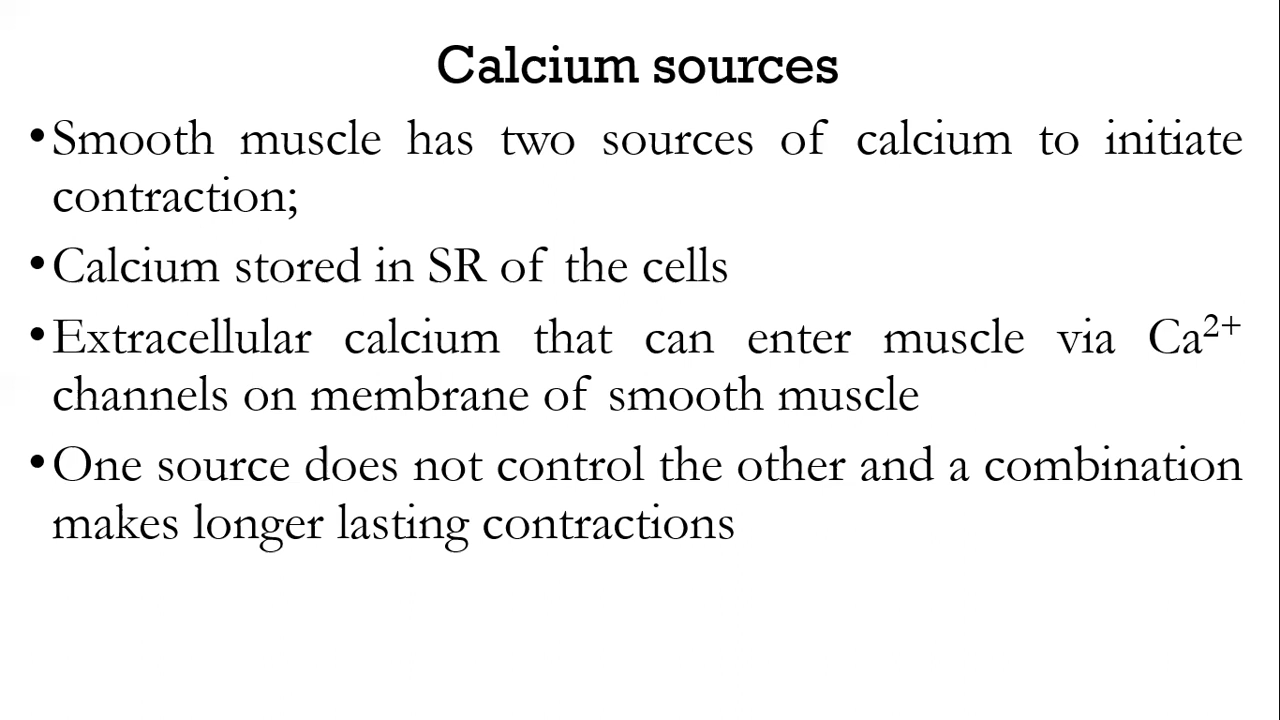 Calcium sources
•Smooth muscle has two sources of calcium to initiate
contraction;
•Calcium stored in SR of the cells
•Extracellular calcium that can enter muscle via Ca²⁺
channels on membrane of smooth muscle
•One source does not control the other and a combination
makes longer lasting contractions